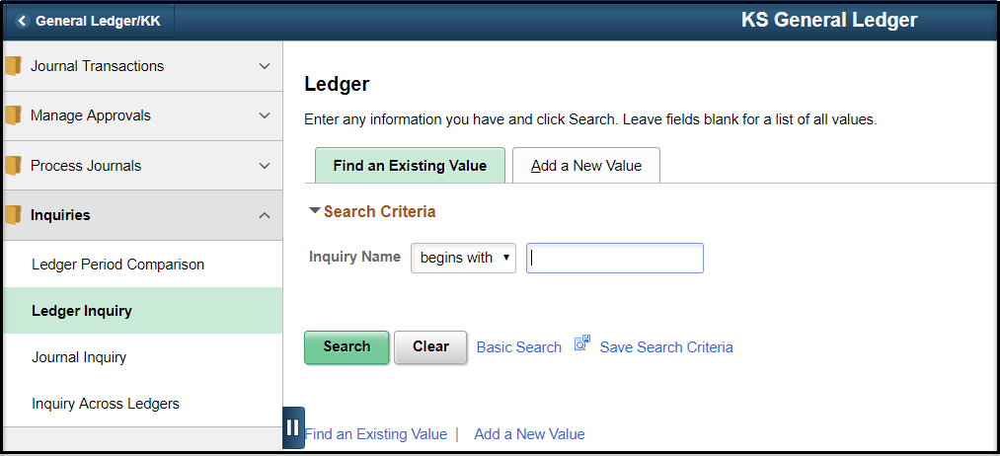 General Ledger/KK
KS General Ledger
Journal Transactions
Manage Approvals
Process Journals
Inquiries
Ledger Period Comparison
Ledger Inquiry
Journal Inquiry
Inquiry Across Ledgers
Ledger
Enter any information you have and click Search. Leave fields blank for a list of all values.
Find an Existing Value
Add a New Value
Search Criteria
Inquiry Name begins with
Search Clear Basic Search Save Search Criteria
Find an Existing Value | Add a New Value